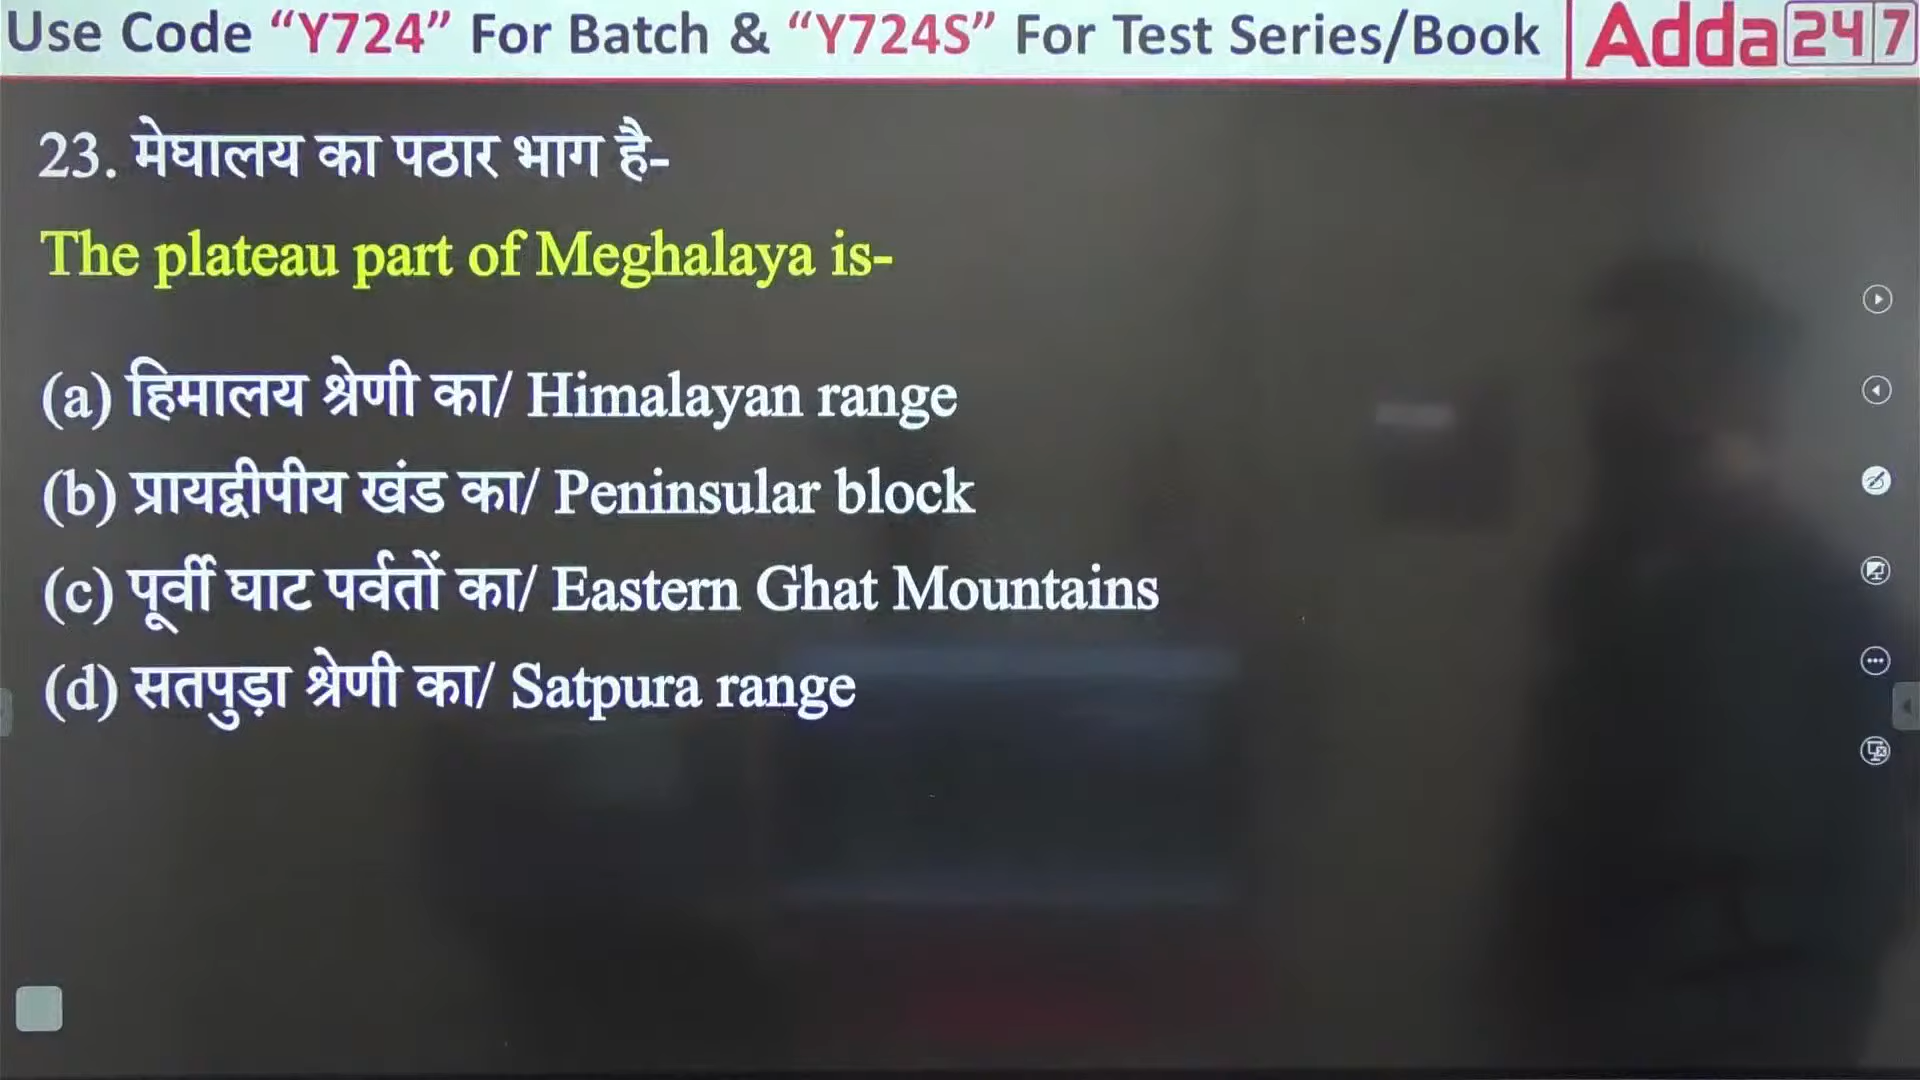 Use Code “Y724” For Batch & “Y724S” For Test Series/Book
Adda247
23. मेघालय का पठार भाग है-
The plateau part of Meghalaya is-
(a) हिमालय श्रेणी का/ Himalayan range
(b) प्रायद्वीपीय खंड का/ Peninsular block
(c) पूर्वी घाट पर्वतों का/ Eastern Ghat Mountains
(d) सतपुड़ा श्रेणी का/ Satpura range